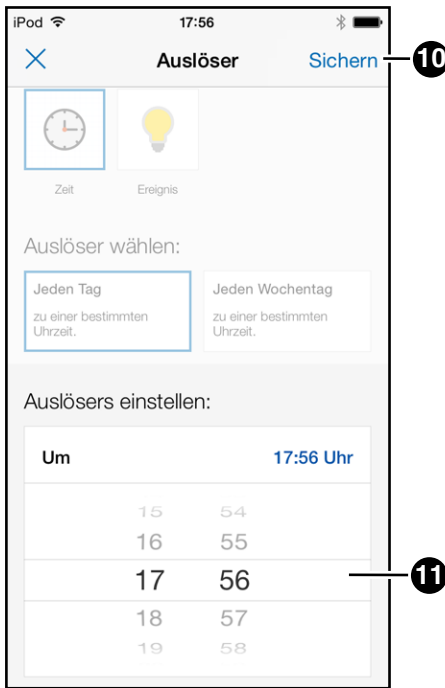 iPod 17:56
Auslöser Sichern 10
Zeit Ereignis
Auslöser wählen:
Jeden Tag Jeden Wochentag
zu einer bestimmten zu einer bestimmten
Uhrzeit. Uhrzeit.
Auslösers einstellen:
Um 17:56 Uhr
15 54
16 55
17 56 11
18 57
19 58